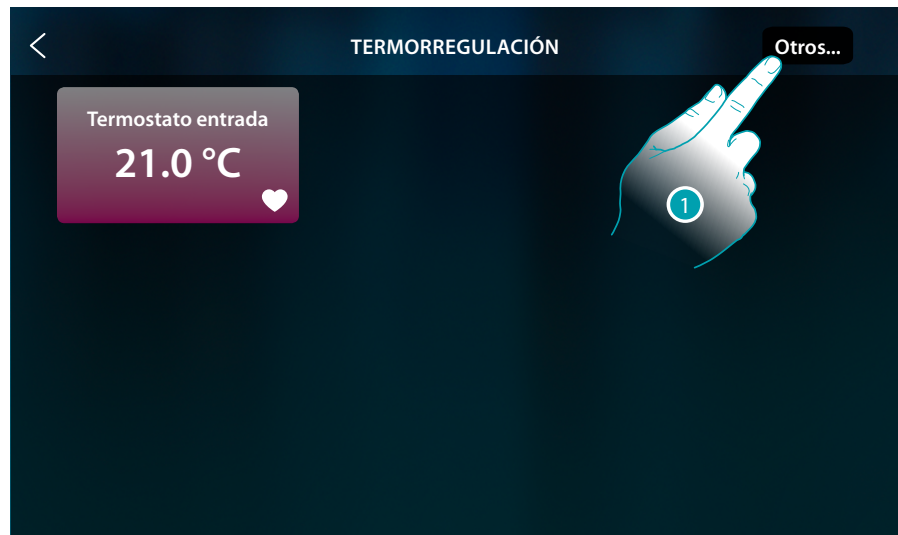 TERMORREGULACIÓN
Otros...
Termostato entrada
21.0 °C
1